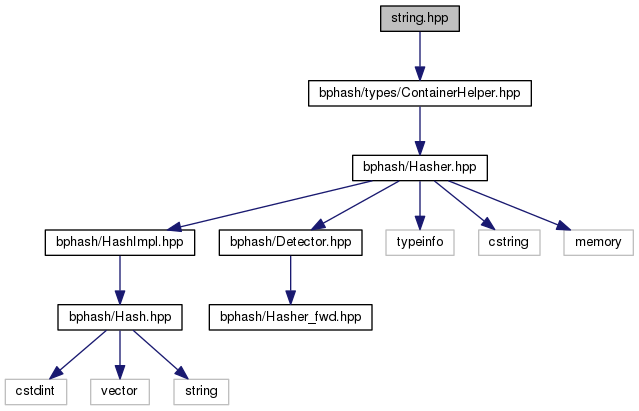 string.hpp
bphash/types/ContainerHelper.hpp
bphash/Hasher.hpp
bphash/HashImpl.hpp
bphash/Detector.hpp
typeinfo
cstring
memory
bphash/Hash.hpp
bphash/Hasher_fwd.hpp
cstdint
vector
string